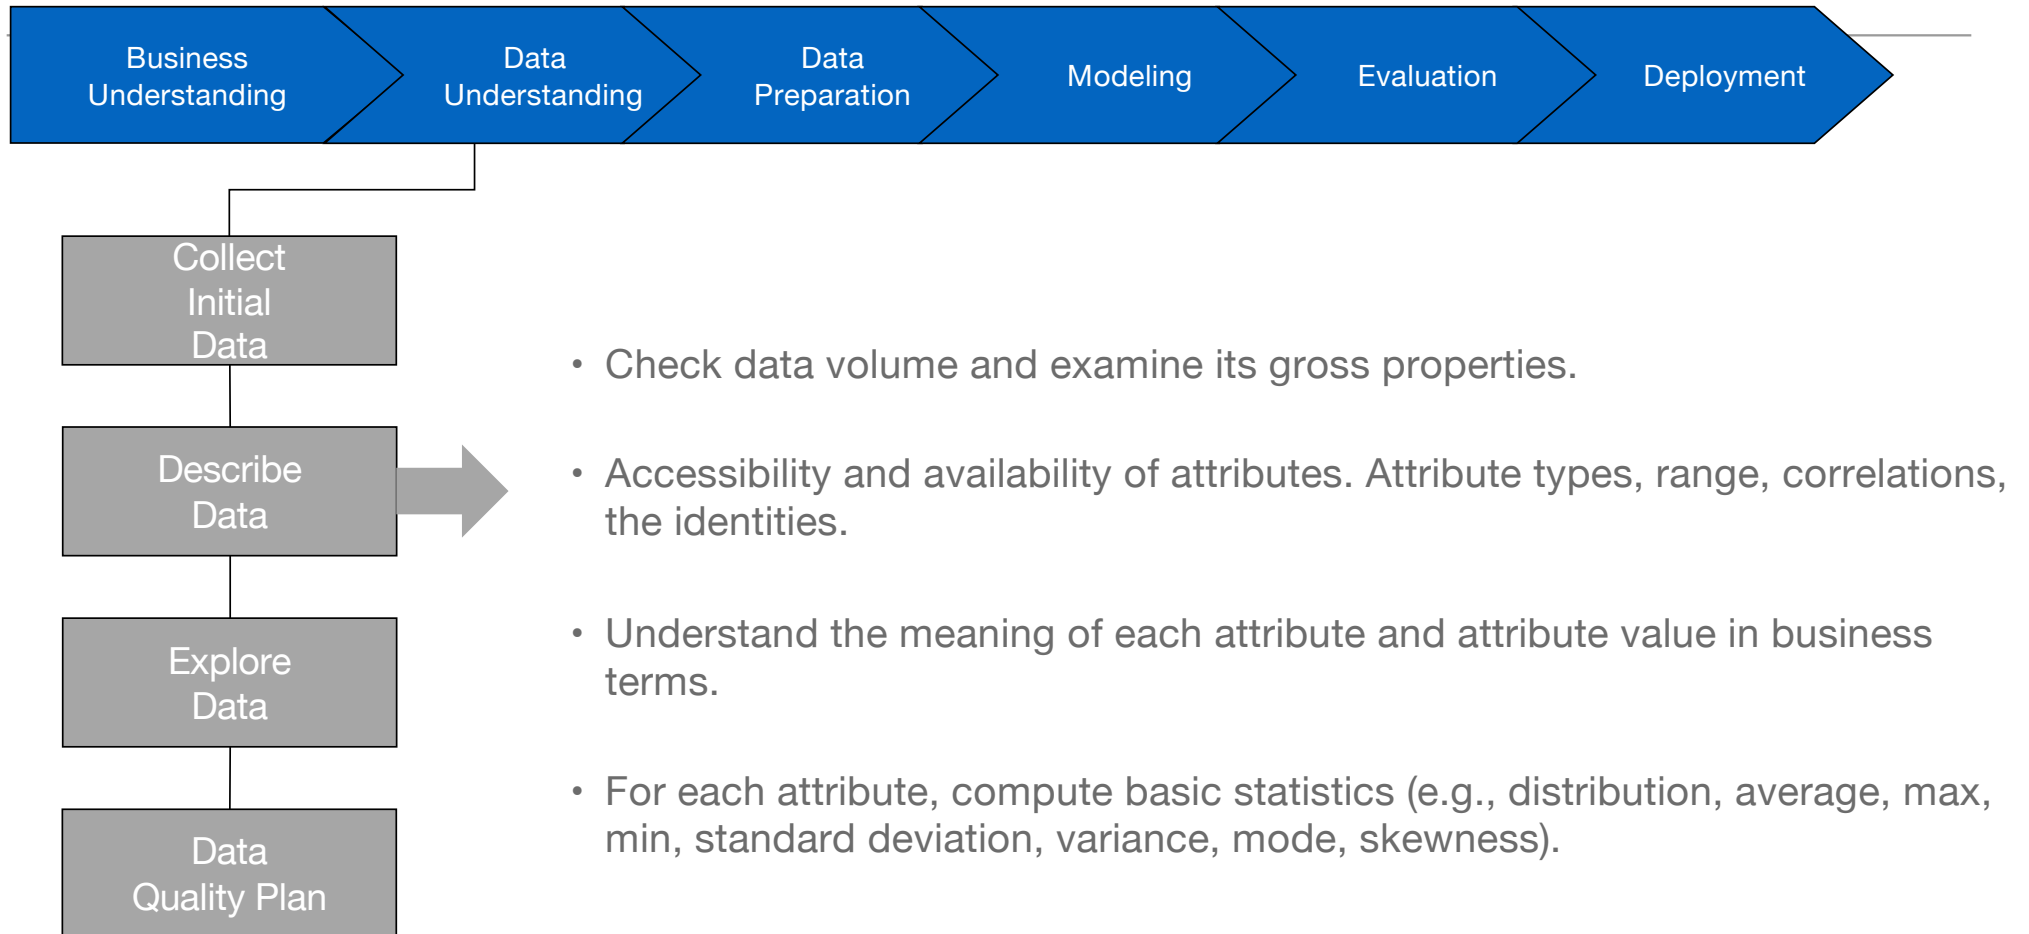 Business
Understanding
Data
Understanding
Data
Preparation
Modeling
Evaluation
Deployment
Collect
Initial
Data
Describe
Data
Explore
Data
Data
Quality Plan
• Check data volume and examine its gross properties.
• Accessibility and availability of attributes. Attribute types, range, correlations,
the identities.
• Understand the meaning of each attribute and attribute value in business
terms.
• For each attribute, compute basic statistics (e.g., distribution, average, max,
min, standard deviation, variance, mode, skewness).